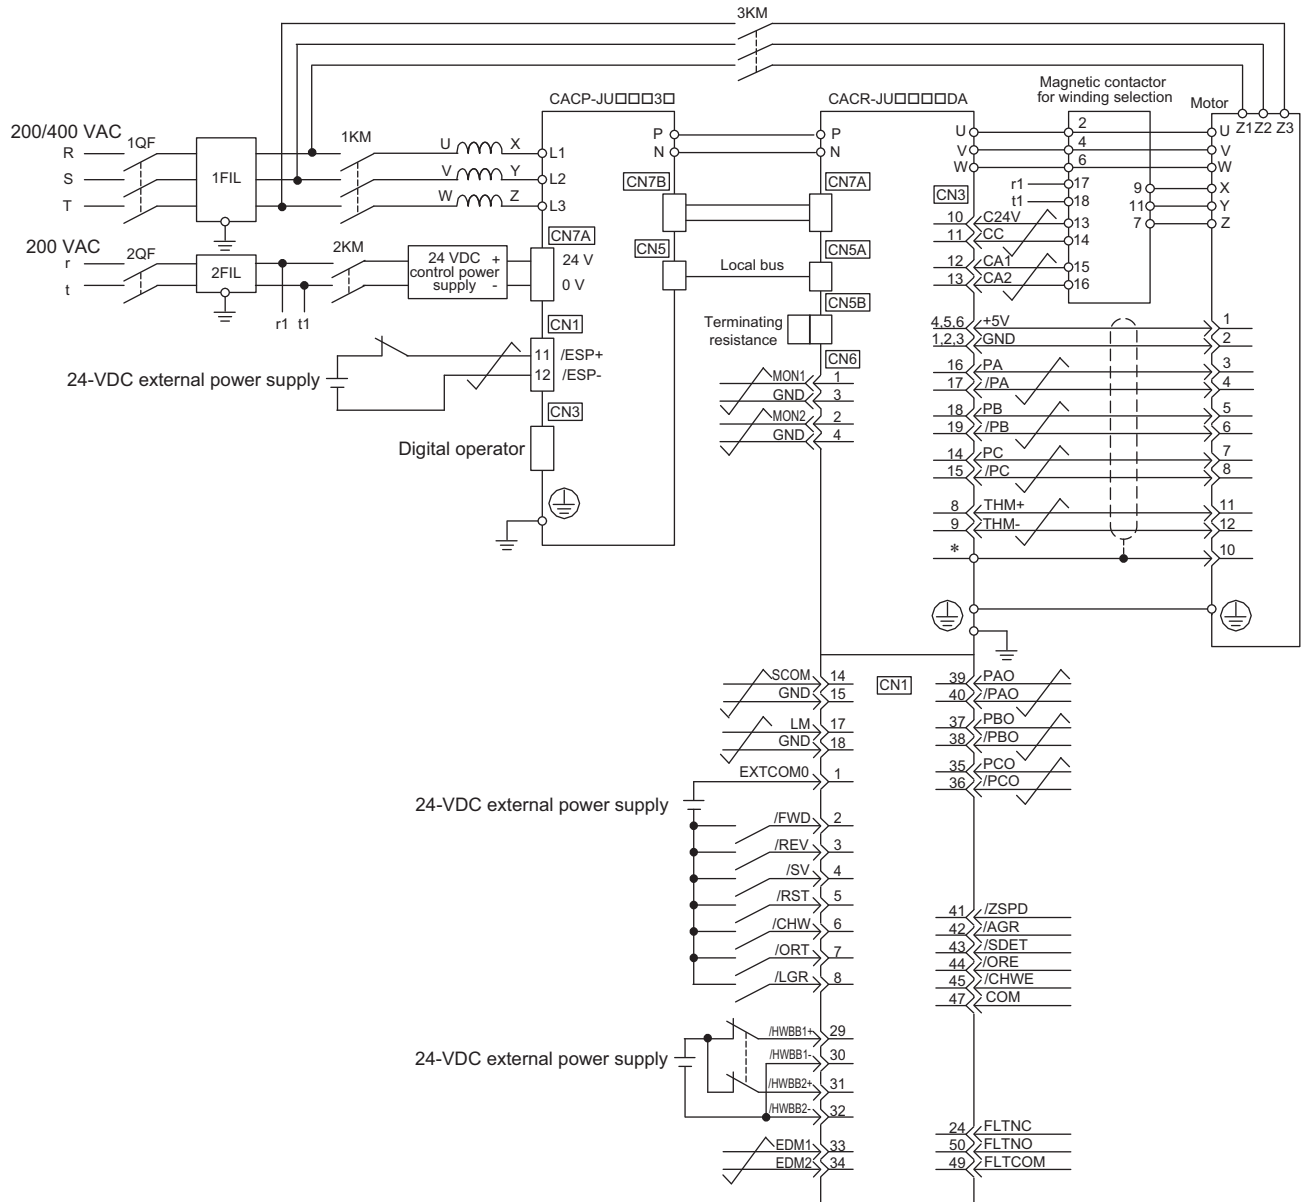 3KM
CACP-JU□□□3□
CACR-JU□□□□DA
Magnetic contactor
for winding selection
Motor
Z1 Z2 Z3
200/400 VAC
R
S
T
1QF
1FIL
1KM
U X
V Y
W Z
L1
L2
L3
P
N
P
N
U
V
W
2
4
6
U
V
W
CN7B
CN7A
CN3
r1 17
t1 18
9 X
11 Y
7 Z
10 C24V 13
11 CC 14
12 CA1 15
13 CA2 16
200 VAC
r
t
2QF
2FIL
r1 t1
2KM
24 VDC +
control power
supply -
CN7A
24 V
0 V
CN5
Local bus
CN5A
CN5B
Terminating
resistance
CN1
11 /ESP+
12 /ESP-
24-VDC external power supply
CN3
Digital operator
CN6
MON1 1
GND 3
MON2 2
GND 4
4,5,6 +5V 1
1,2,3 GND 2
16 PA 3
17 /PA 4
18 PB 5
19 /PB 6
14 PC 7
15 /PC 8
8 THM+ 11
9 THM- 12
* 10
CN1
SCOM 14
GND 15
LM 17
GND 18
EXTCOM0 1
24-VDC external power supply
/FWD 2
/REV 3
/SV 4
/RST 5
/CHW 6
/ORT 7
/LGR 8
24-VDC external power supply
/HWBB1+ 29
/HWBB1- 30
/HWBB2+ 31
/HWBB2- 32
EDM1 33
EDM2 34
39 PAO
40 /PAO
37 PBO
38 /PBO
35 PCO
36 /PCO
41 /ZSPD
42 /AGR
43 /SDET
44 /ORE
45 /CHWE
47 COM
24 FLTNC
50 FLTNO
49 FLTCOM